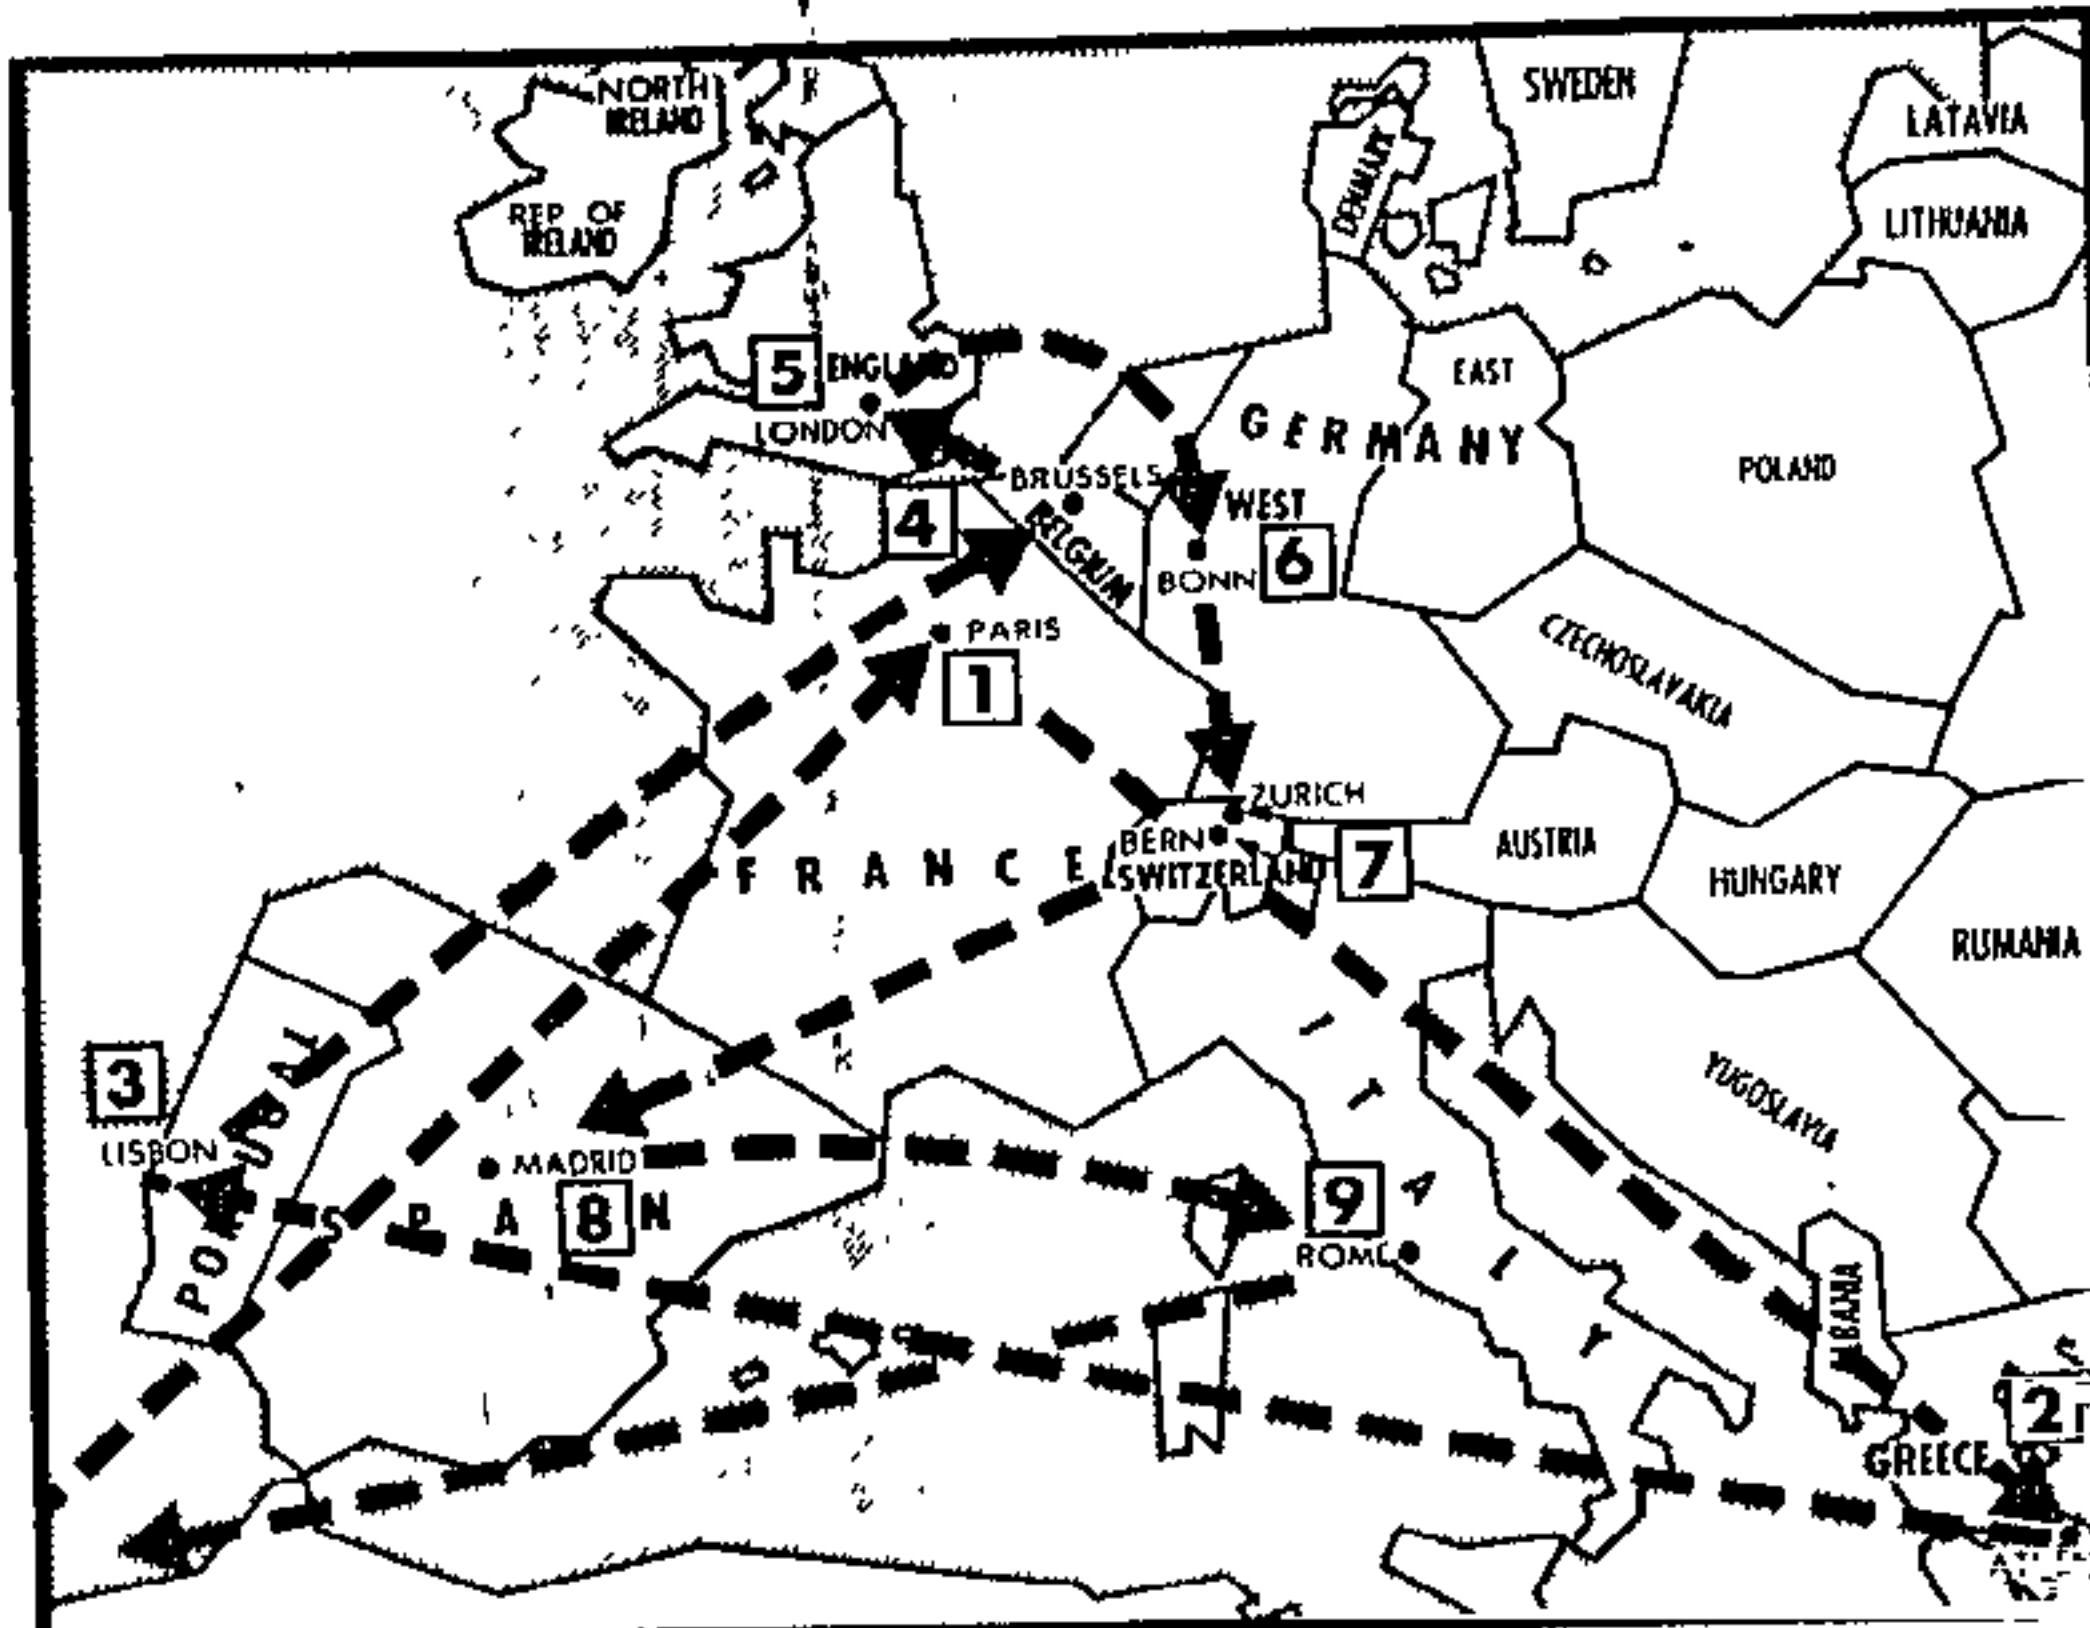 NORTH
IRELAND
REP OF
IRELAND
DENMARK
SWEDEN
LATAVIA
LITHUANIA
5
ENGLAND
LONDON
EAST
GERMANY
WEST
POLAND
BRUSSELS
BELGIUM
4
BONN
6
PARIS
1
CZECHOSLAVAKIA
ZURICH
BERN
SWITZERLAND
7
FRANCE
AUSTRIA
HUNGARY
RUMANIA
3
LISBON
PORTUGAL
MADRID
SPAN
8
9
ROME
ITALY
YUGOSLAVIA
ALBANIA
2
GREECE